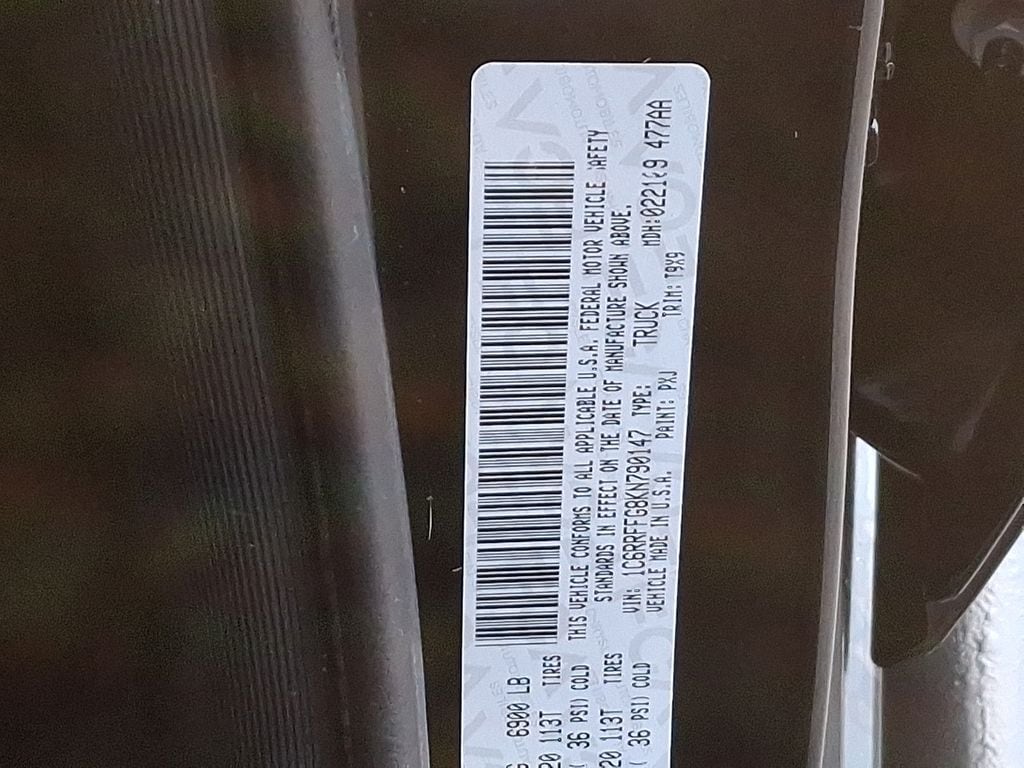 6900 LB
20 113T TIRES
( 36 PSI) COLD
20 113T TIRES
( 36 PSI) COLD
THIS VEHICLE CONFORMS TO ALL APPLICABLE U.S.A. FEDERAL MOTOR VEHICLE SAFETY
STANDARDS IN EFFECT ON THE DATE OF MANUFACTURE SHOWN ABOVE.
VIN: 1C6RRFFG8KN790147 TYPE: TRUCK MDH: 477AA
VEHICLE MADE IN U.S.A. PAINT: PXJ TRIM: T9X9